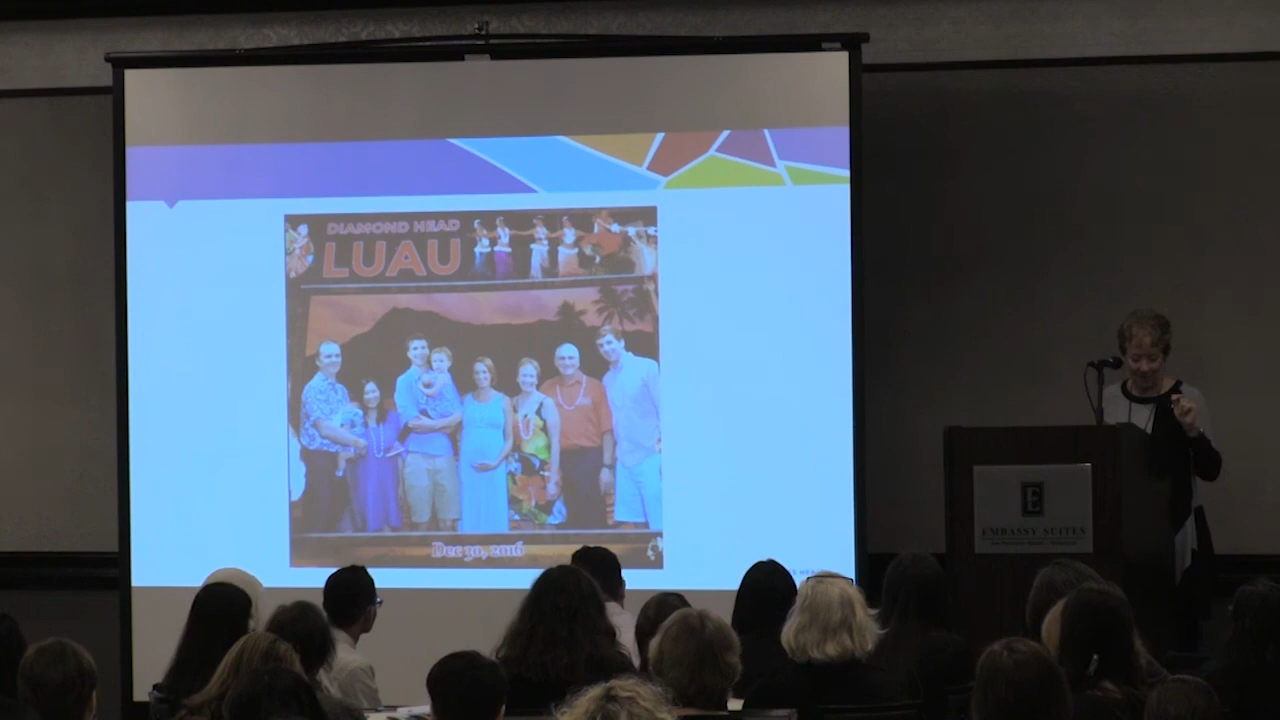 DIAMOND HEAD
LUAU
Dec 30, 2016
E
EMBASSY SUITES